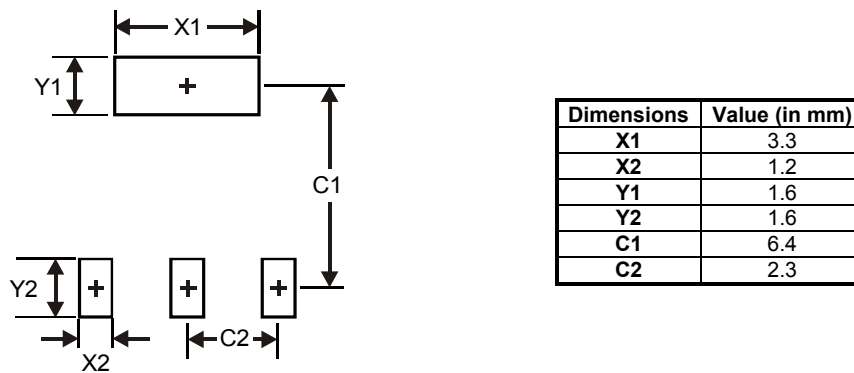 X1
Y1
C1
Y2
C2
X2
Dimensions Value (in mm)
X1 3.3
X2 1.2
Y1 1.6
Y2 1.6
C1 6.4
C2 2.3